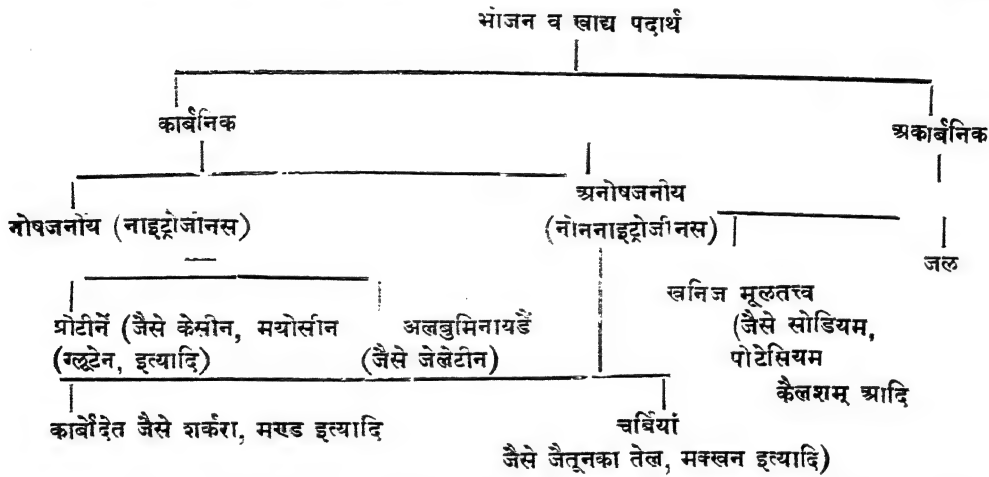 भोजन व खाद्य पदार्थ
कार्बनिक
अकार्बनिक
नोषजनीय (नाइट्रोजीनस)
अनोषजनीय
(नोननाइट्रोजीनस)
जल
प्रोटीनें (जैसे केसीन, मयोसीन
(ग्लूटेन, इत्यादि)
अलबुमिनायडें
(जैसे जेलेटीन)
खनिज मूलतत्त्व
(जैसे सोडियम,
पोटेसियम
कैलशम् आदि
कार्बोदेत जैसे शर्करा, मण्ड इत्यादि
चर्बियां
जैसे जैतूनका तेल, मक्खन इत्यादि)